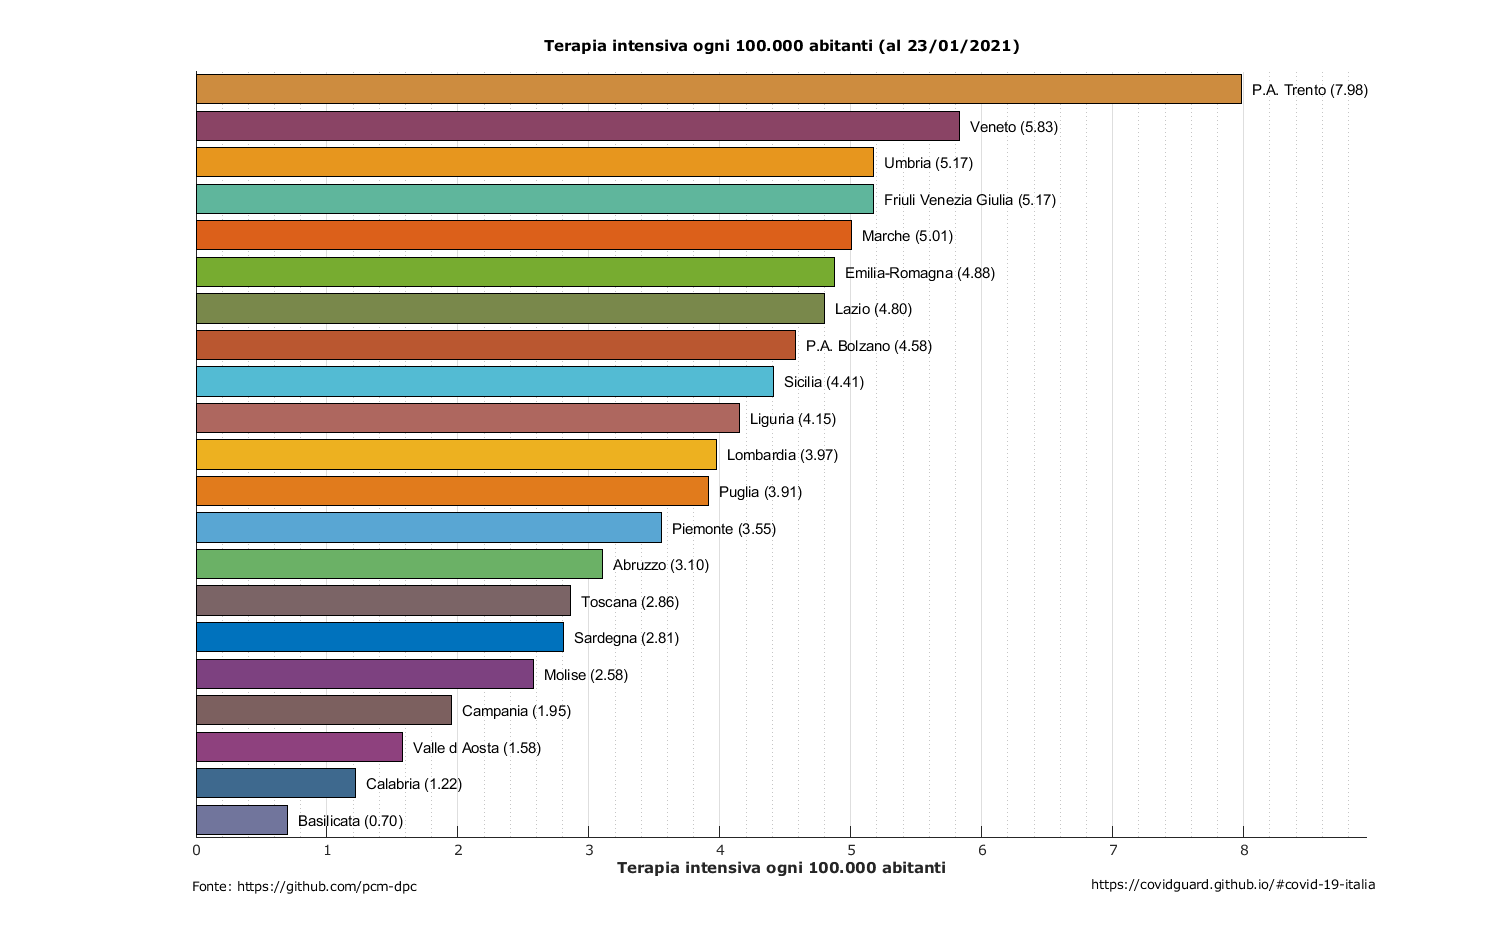 Terapia intensiva ogni 100.000 abitanti (al 23/01/2021)
P.A. Trento (7.98)
Veneto (5.83)
Umbria (5.17)
Friuli Venezia Giulia (5.17)
Marche (5.01)
Emilia-Romagna (4.88)
Lazio (4.80)
P.A. Bolzano (4.58)
Sicilia (4.41)
Liguria (4.15)
Lombardia (3.97)
Puglia (3.91)
Piemonte (3.55)
Abruzzo (3.10)
Toscana (2.86)
Sardegna (2.81)
Molise (2.58)
Campania (1.95)
Valle d Aosta (1.58)
Calabria (1.22)
Basilicata (0.70)
0 1 2 3 4 5 6 7 8
Terapia intensiva ogni 100.000 abitanti
Fonte: https://github.com/pcm-dpc
https://covidguard.github.io/#covid-19-italia